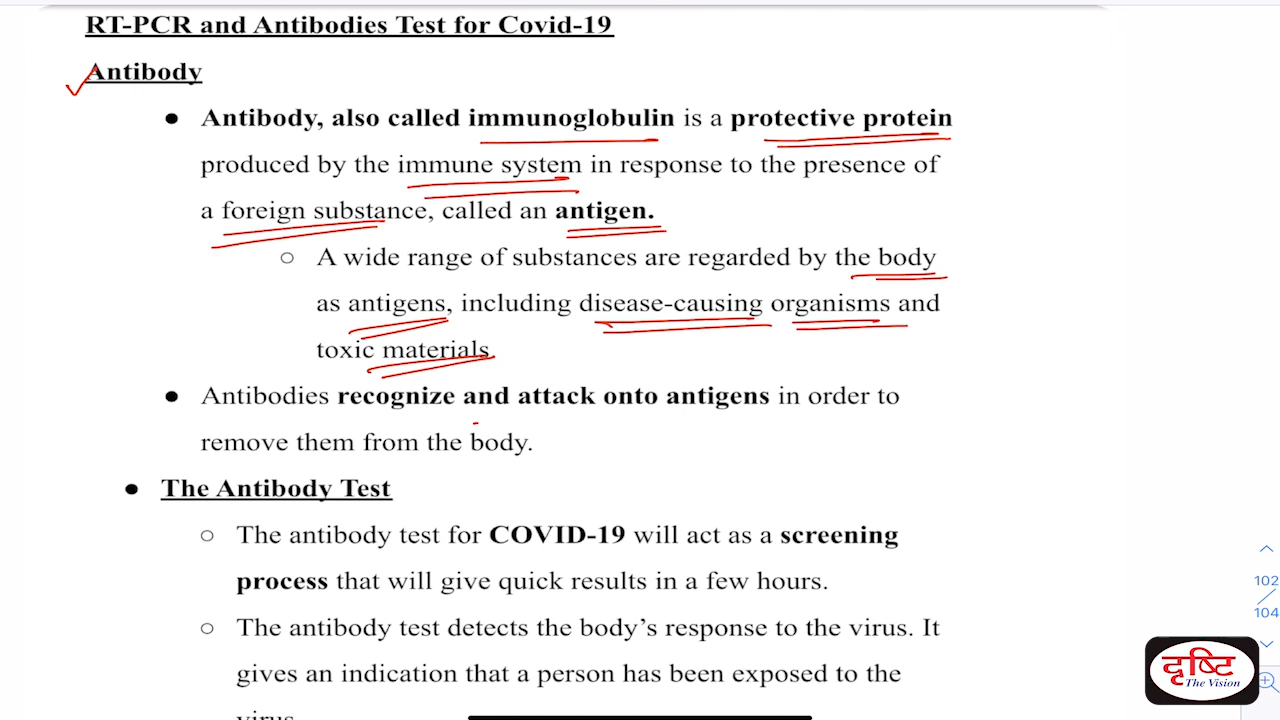 RT-PCR and Antibodies Test for Covid-19
Antibody
● Antibody, also called immunoglobulin is a protective protein
produced by the immune system in response to the presence of
a foreign substance, called an antigen.
○ A wide range of substances are regarded by the body
as antigens, including disease-causing organisms and
toxic materials.
● Antibodies recognize and attack onto antigens in order to
remove them from the body.
● The Antibody Test
○ The antibody test for COVID-19 will act as a screening
process that will give quick results in a few hours.
○ The antibody test detects the body’s response to the virus. It
gives an indication that a person has been exposed to the
virus.
102
104
दृष्टि
The Vision